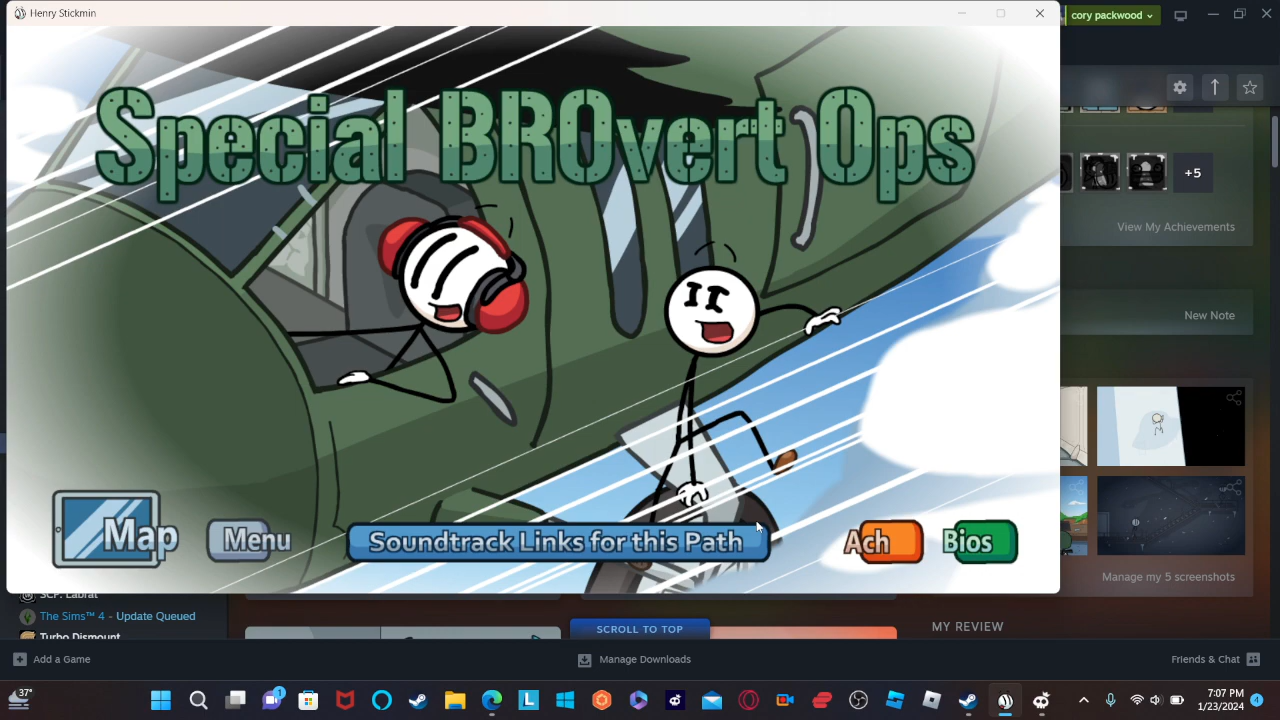 Henry Stickmin
cory packwood
Special BROvert Ops
+5
View My Achievements
New Note
Map
Menu
Soundtrack Links for this Path
Ach
Bios
Manage my 5 screenshots
SCP: Labrat
The Sims™ 4 - Update Queued
Turbo Dismount
SCROLL TO TOP
MY REVIEW
Add a Game
Manage Downloads
Friends & Chat
37°
1
L
7:07 PM
1/23/2024
4